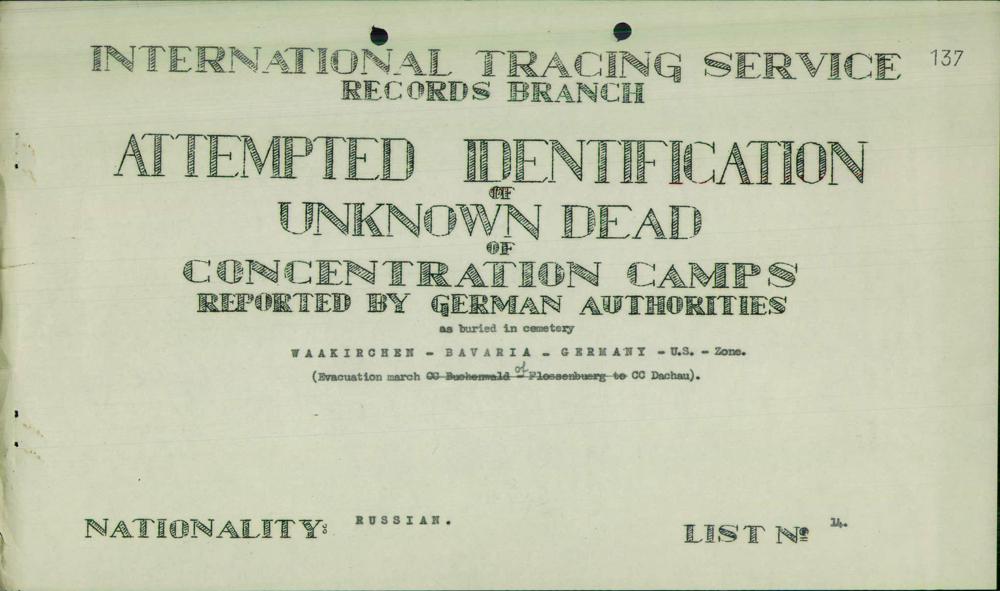 INTERNATIONAL TRACING SERVICE 137
RECORDS BRANCH
ATTEMPTED IDENTIFICATION
OF
UNKNOWN DEAD
OF
CONCENTRATION CAMPS
REPORTED BY GERMAN AUTHORITIES
as buried in cemetery
WAAKIRCHEN - BAVARIA - GERMANY - U.S. - Zone.
(Evacuation march CC Buchenwald - Flossenbuerg to of CC Dachau).
NATIONALITY: RUSSIAN. LIST Nº 14.